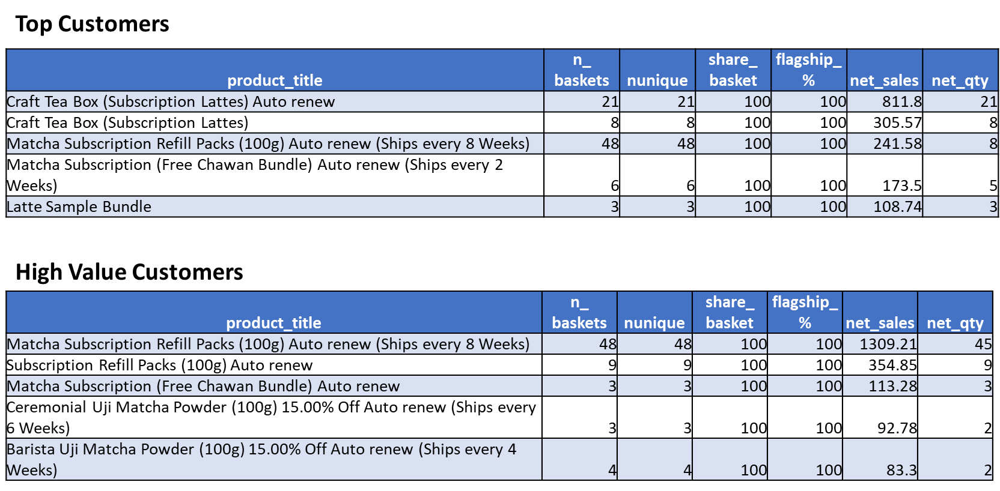 Top Customers
product_title n_ baskets nunique share_ basket flagship_ % net_sales net_qty
Craft Tea Box (Subscription Lattes) Auto renew 21 21 100 100 811.8 21
Craft Tea Box (Subscription Lattes) 8 8 100 100 305.57 8
Matcha Subscription Refill Packs (100g) Auto renew (Ships every 8 Weeks) 48 48 100 100 241.58 8
Matcha Subscription (Free Chawan Bundle) Auto renew (Ships every 2
Weeks) 6 6 100 100 173.5 5
Latte Sample Bundle 3 3 100 100 108.74 3
High Value Customers
product_title n_ baskets nunique share_ basket flagship_ % net_sales net_qty
Matcha Subscription Refill Packs (100g) Auto renew (Ships every 8 Weeks) 48 48 100 100 1309.21 45
Subscription Refill Packs (100g) Auto renew 9 9 100 100 354.85 9
Matcha Subscription (Free Chawan Bundle) Auto renew 3 3 100 100 113.28 3
Ceremonial Uji Matcha Powder (100g) 15.00% Off Auto renew (Ships every
6 Weeks) 3 3 100 100 92.78 2
Barista Uji Matcha Powder (100g) 15.00% Off Auto renew (Ships every 4
Weeks) 4 4 100 100 83.3 2